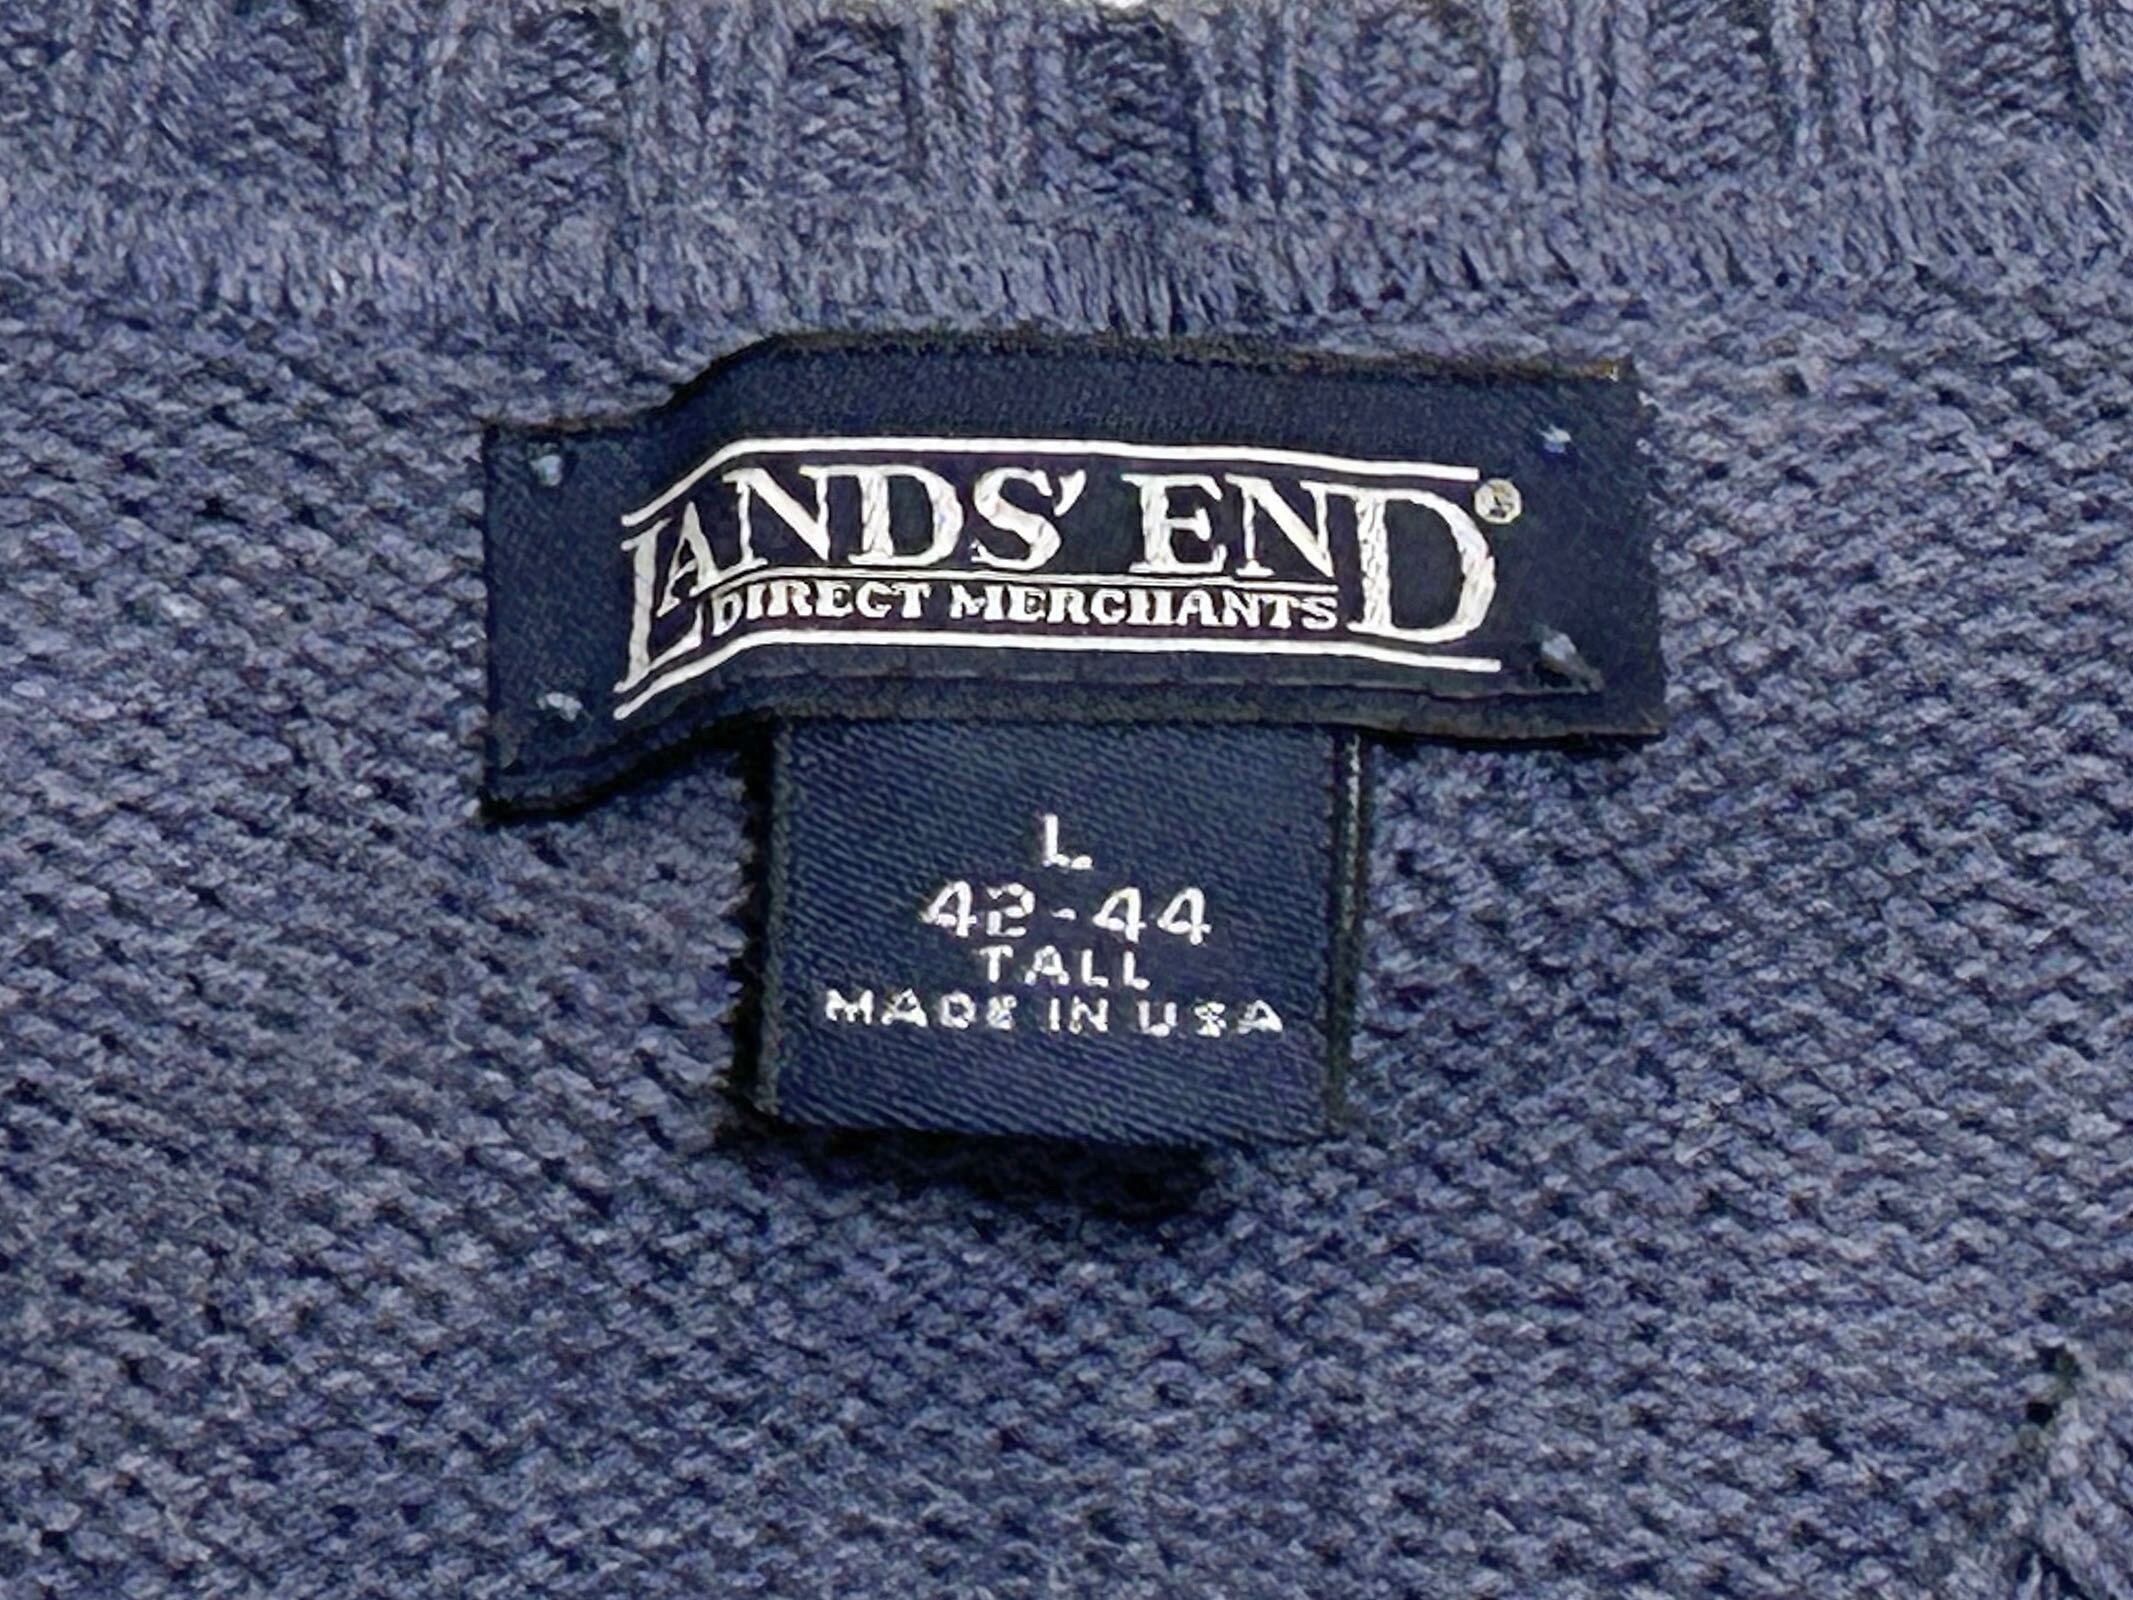 LANDS' END®
DIRECT MERCHANTS
L
42-44
TALL
MADE IN USA